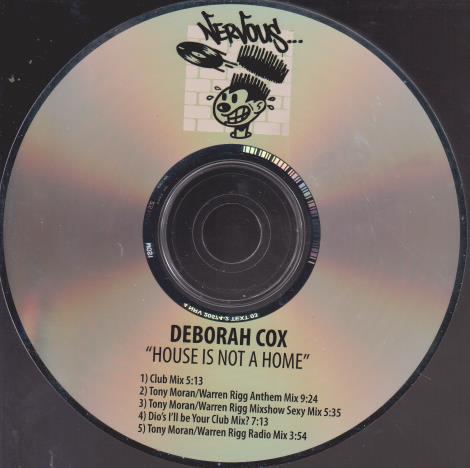 NERVOUS...
DEBORAH COX
"HOUSE IS NOT A HOME"
1) Club Mix 5:13
2) Tony Moran/Warren Rigg Anthem Mix 9:24
3) Tony Moran/Warren Rigg Mixshow Sexy Mix 5:35
4) Dio's I'll be Your Club Mix? 7:13
5) Tony Moran/Warren Rigg Radio Mix 3:54